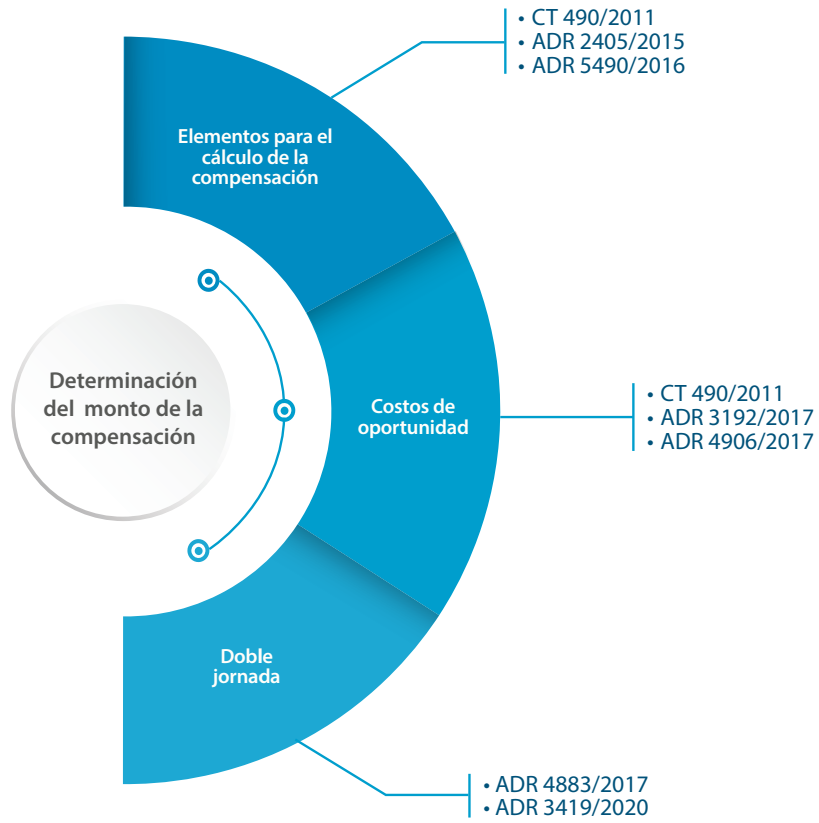 • CT 490/2011
• ADR 2405/2015
• ADR 5490/2016
Elementos para el
cálculo de la
compensación
Determinación
del monto de la
compensación
Costos de
oportunidad
• CT 490/2011
• ADR 3192/2017
• ADR 4906/2017
Doble
jornada
• ADR 4883/2017
• ADR 3419/2020